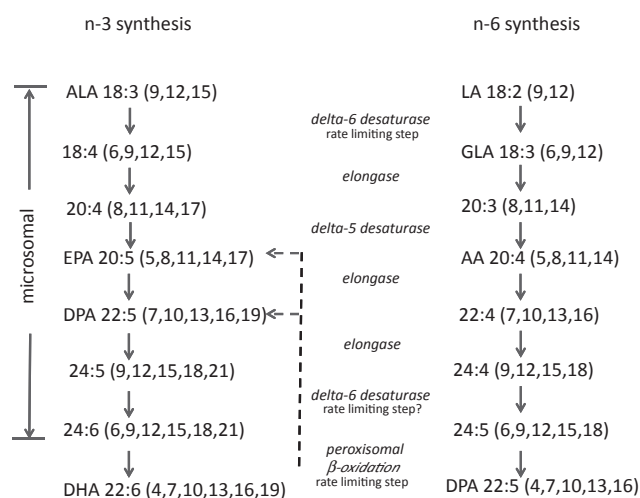 n-3 synthesis
n-6 synthesis
ALA 18:3 (9,12,15)
LA 18:2 (9,12)
delta-6 desaturase
rate limiting step
18:4 (6,9,12,15)
GLA 18:3 (6,9,12)
elongase
20:4 (8,11,14,17)
20:3 (8,11,14)
delta-5 desaturase
EPA 20:5 (5,8,11,14,17)
AA 20:4 (5,8,11,14)
microsomal
elongase
DPA 22:5 (7,10,13,16,19)
22:4 (7,10,13,16)
elongase
24:5 (9,12,15,18,21)
24:4 (9,12,15,18)
delta-6 desaturase
rate limiting step?
24:6 (6,9,12,15,18,21)
24:5 (6,9,12,15,18)
peroxisomal
β-oxidation
rate limiting step
DHA 22:6 (4,7,10,13,16,19)
DPA 22:5 (4,7,10,13,16)